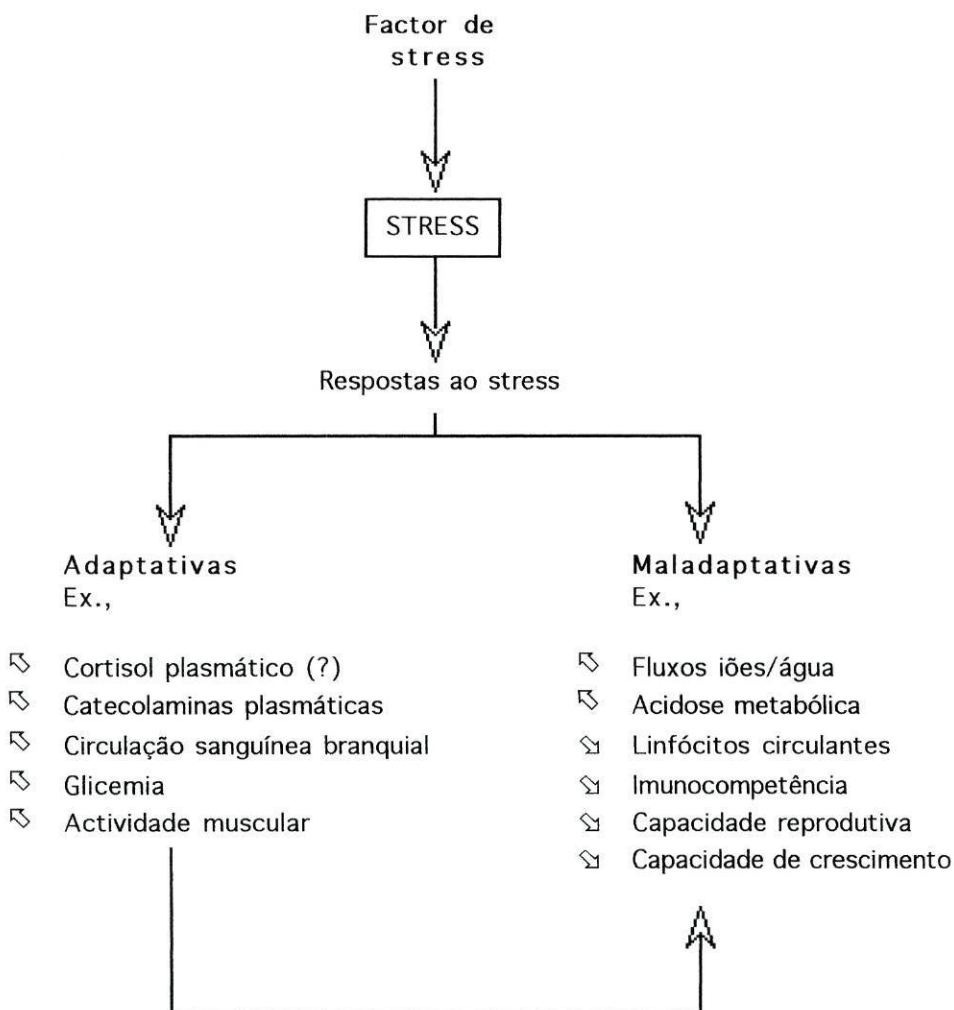 Factor de
stress
STRESS
Respostas ao stress
Adaptativas
Ex.,
⇖ Cortisol plasmático (?)
⇖ Catecolaminas plasmáticas
⇖ Circulação sanguínea branquial
⇖ Glicemia
⇖ Actividade muscular
Maladaptativas
Ex.,
⇖ Fluxos iões/água
⇖ Acidose metabólica
⇘ Linfócitos circulantes
⇘ Imunocompetência
⇘ Capacidade reprodutiva
⇘ Capacidade de crescimento